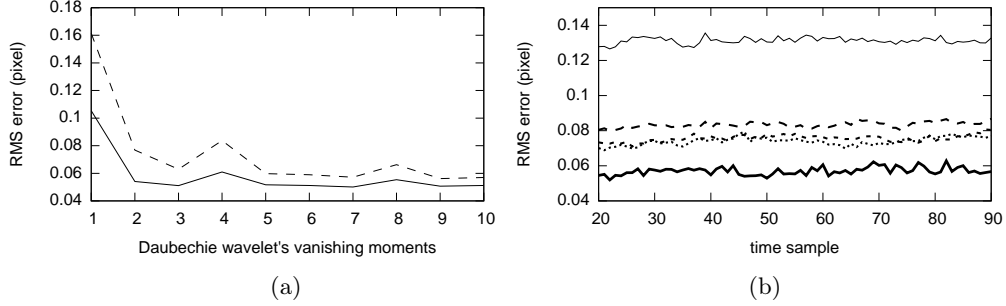 0.18
0.16
0.14
0.12
0.1
0.08
0.06
0.04
RMS error (pixel)
1 2 3 4 5 6 7 8 9 10
Daubechie wavelet's vanishing moments
(a)
0.14
0.12
0.1
0.08
0.06
0.04
RMS error (pixel)
20 30 40 50 60 70 80 90
time sample
(b)